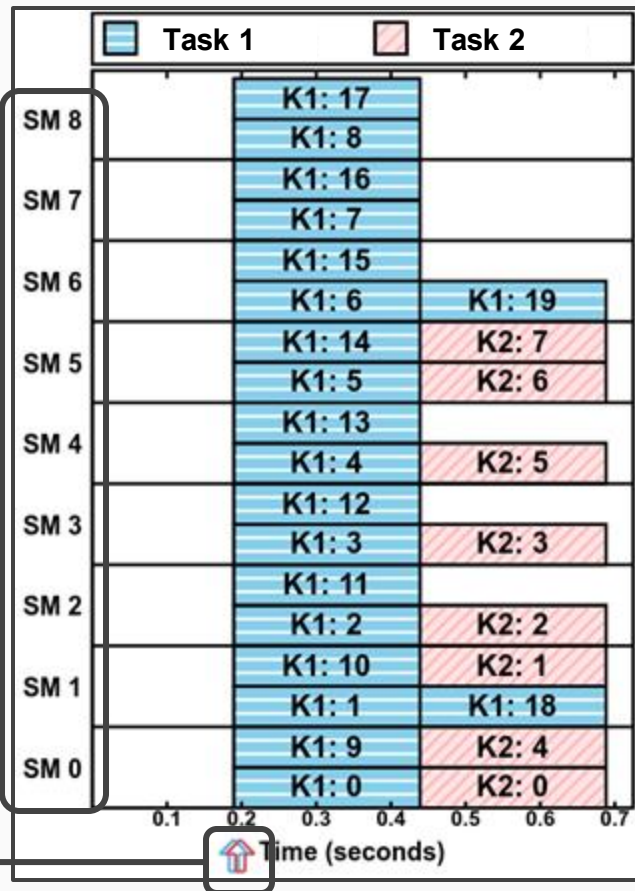 Task 1 Task 2
SM 8
K1: 17
K1: 8
SM 7
K1: 16
K1: 7
SM 6
K1: 15
K1: 6 K1: 19
SM 5
K1: 14 K2: 7
K1: 5 K2: 6
SM 4
K1: 13
K1: 4 K2: 5
SM 3
K1: 12
K1: 3 K2: 3
SM 2
K1: 11
K1: 2 K2: 2
SM 1
K1: 10 K2: 1
K1: 1 K1: 18
SM 0
K1: 9 K2: 4
K1: 0 K2: 0
0.1 0.2 0.3 0.4 0.5 0.6 0.7
Time (seconds)